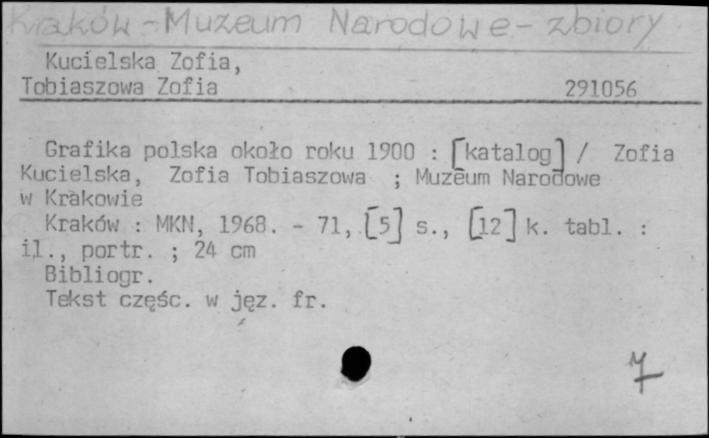 Kraków - Muzeum Narodowe - zbiory
Kucielska Zofia,
Tobiaszowa Zofia 291056
Grafika polska około roku 1900 : [katalog] / Zofia
Kucielska, Zofia Tobiaszowa ; Muzeum Narodowe
w Krakowie
Kraków : MKN, 1968. - 71, [5] s., [12] k. tabl. :
il., portr. ; 24 cm
Bibliogr.
Tekst częśc. w jęz. fr.